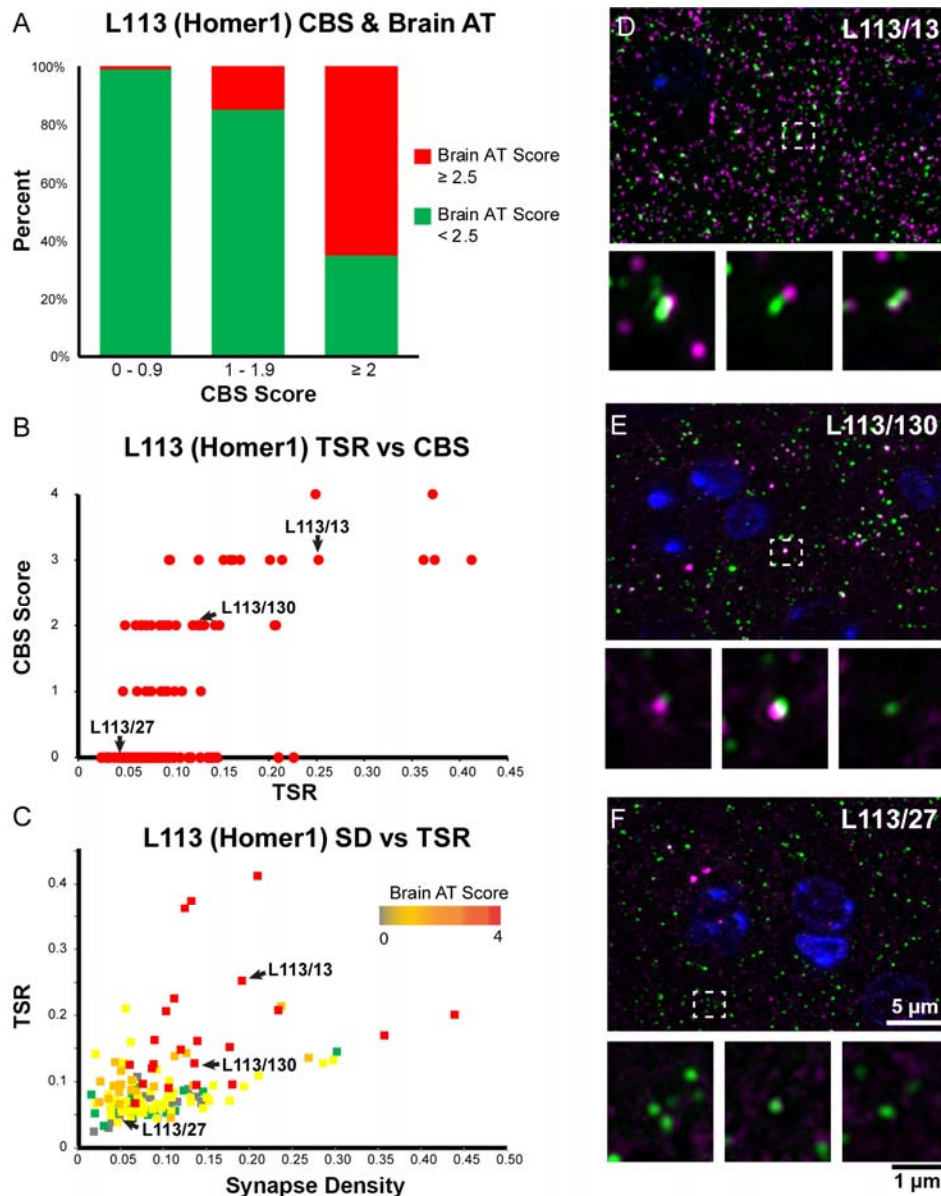 A
L113 (Homer1) CBS & Brain AT
100%
80%
60%
40%
20%
0%
Percent
0 - 0.9
1 - 1.9
≥ 2
CBS Score
Brain AT Score
≥ 2.5
Brain AT Score
< 2.5
B
L113 (Homer1) TSR vs CBS
4
3
2
1
0
CBS Score
L113/13
L113/130
L113/27
0
0.05
0.10
0.15
0.20
0.25
0.30
0.35
0.40
0.45
TSR
C
L113 (Homer1) SD vs TSR
0.4
0.3
0.2
0.1
0
TSR
Brain AT Score
0
4
L113/13
L113/130
L113/27
0.05
0.10
0.15
0.20
0.25
0.30
0.35
0.40
0.45
0.50
Synapse Density
D
L113/13
E
L113/130
F
L113/27
5 µm
1 µm